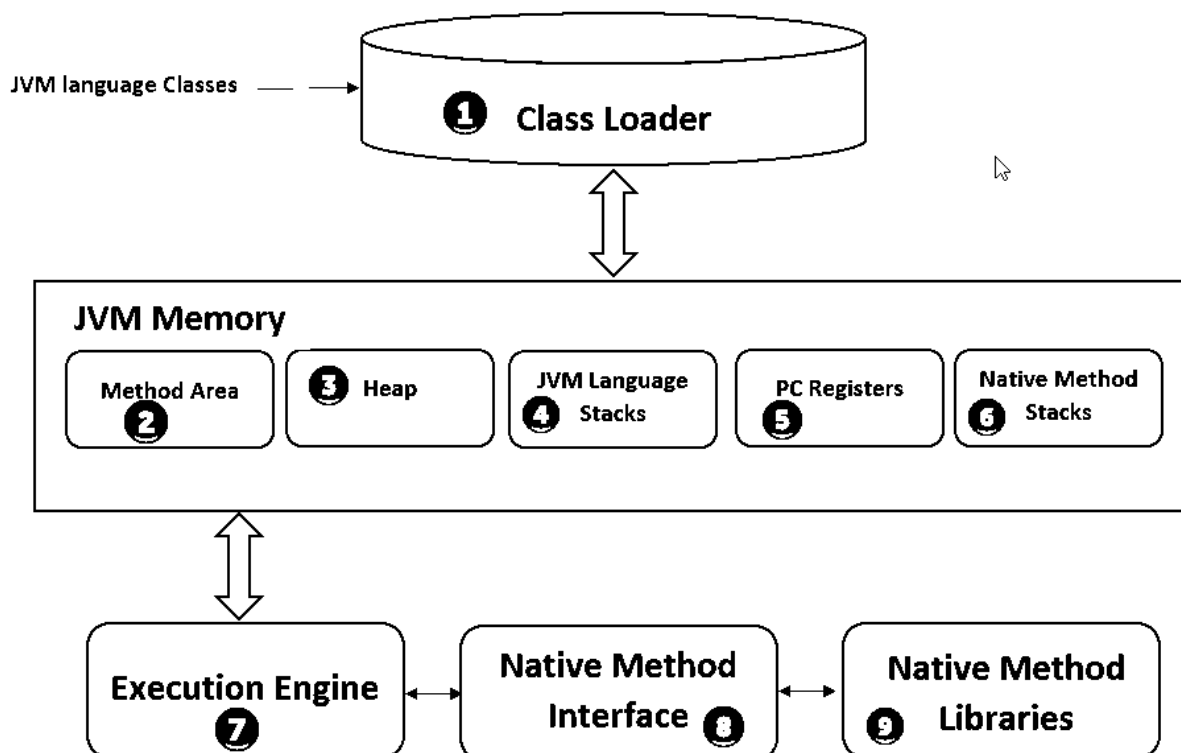 JVM language Classes
1 Class Loader
JVM Memory
Method Area
2
3 Heap
JVM Language
4 Stacks
PC Registers
5
Native Method
6 Stacks
Execution Engine
7
Native Method
Interface 8
Native Method
9 Libraries